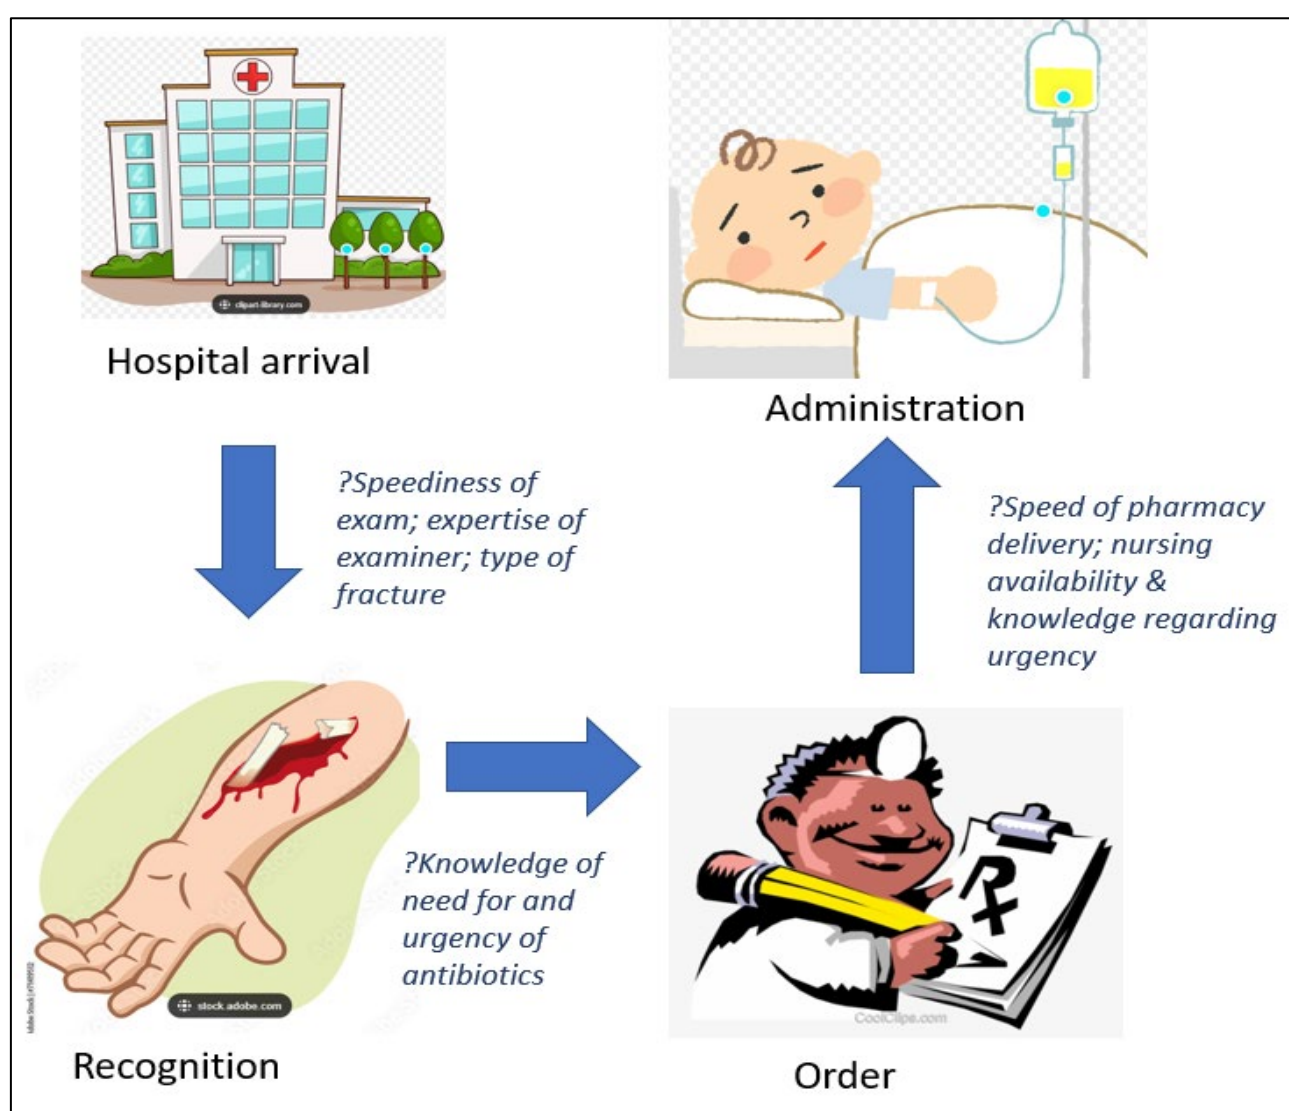 clipart-library.com
Hospital arrival
Administration
?Speediness of
exam; expertise of
examiner; type of
fracture
?Speed of pharmacy
delivery; nursing
availability &
knowledge regarding
urgency
?Knowledge of
need for and
urgency of
antibiotics
stock.adobe.com
Rx
CoolClips.com
Recognition
Order